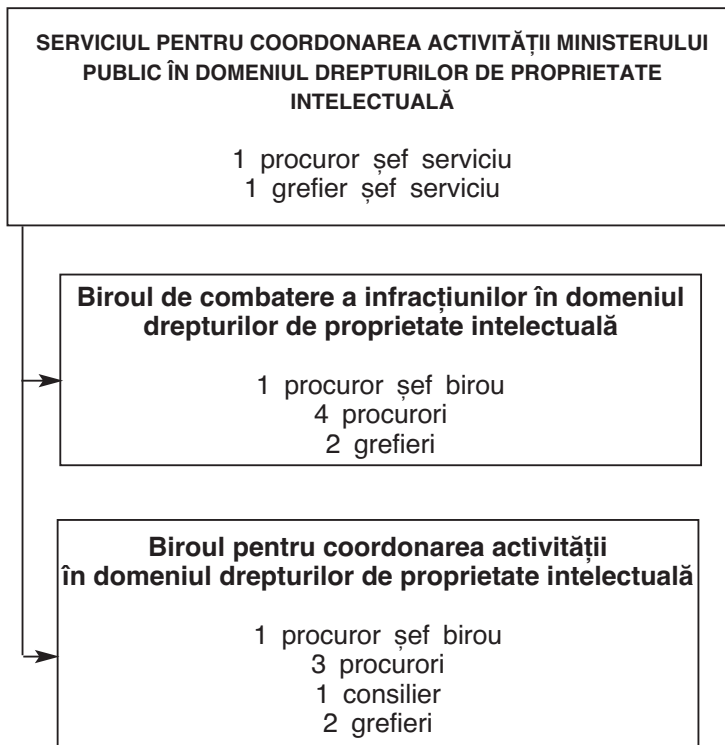 SERVICIUL PENTRU COORDONAREA ACTIVITĂȚII MINISTERULUI
PUBLIC ÎN DOMENIUL DREPTURILOR DE PROPRIETATE
INTELECTUALĂ
1 procuror șef serviciu
1 grefier șef serviciu
Biroul de combatere a infracțiunilor în domeniul
drepturilor de proprietate intelectuală
1 procuror șef birou
4 procurori
2 grefieri
Biroul pentru coordonarea activității
în domeniul drepturilor de proprietate intelectuală
1 procuror șef birou
3 procurori
1 consilier
2 grefieri